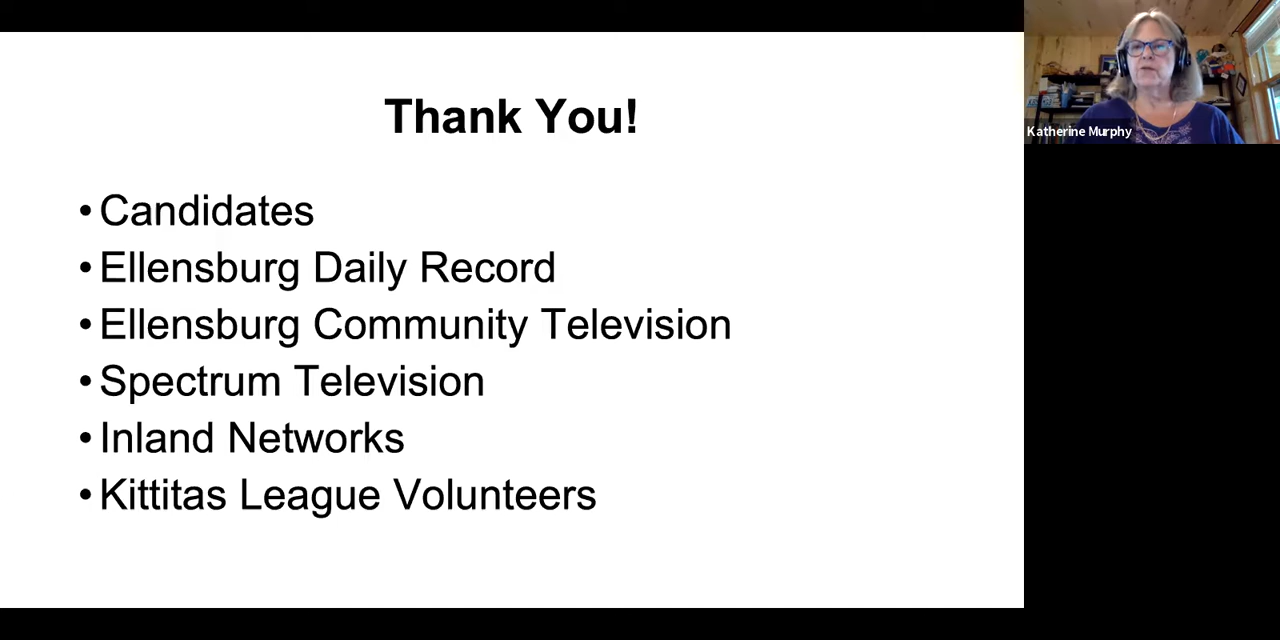 Thank You!
• Candidates
• Ellensburg Daily Record
• Ellensburg Community Television
• Spectrum Television
• Inland Networks
• Kittitas League Volunteers
Katherine Murphy